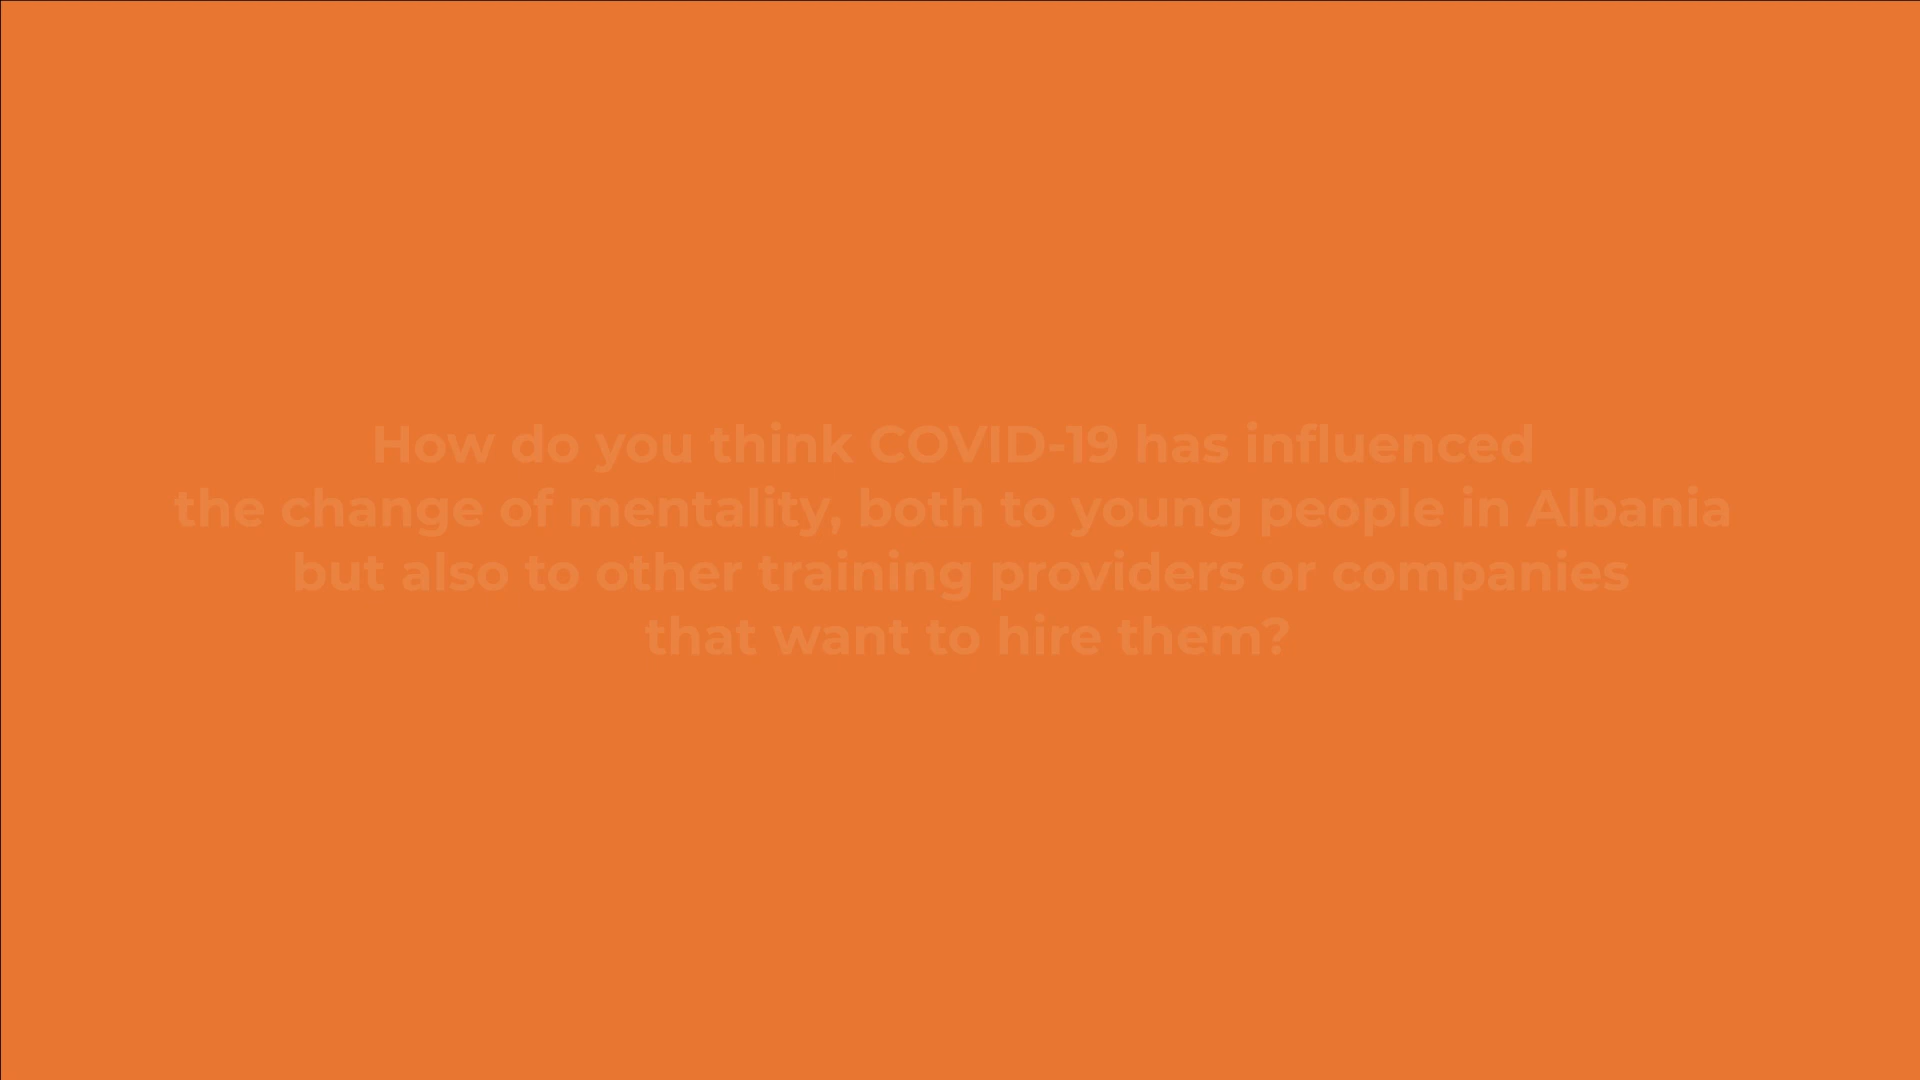 How do you think COVID-19 has influenced
the change of mentality, both to young people in Albania
but also to other training providers or companies
that want to hire them?